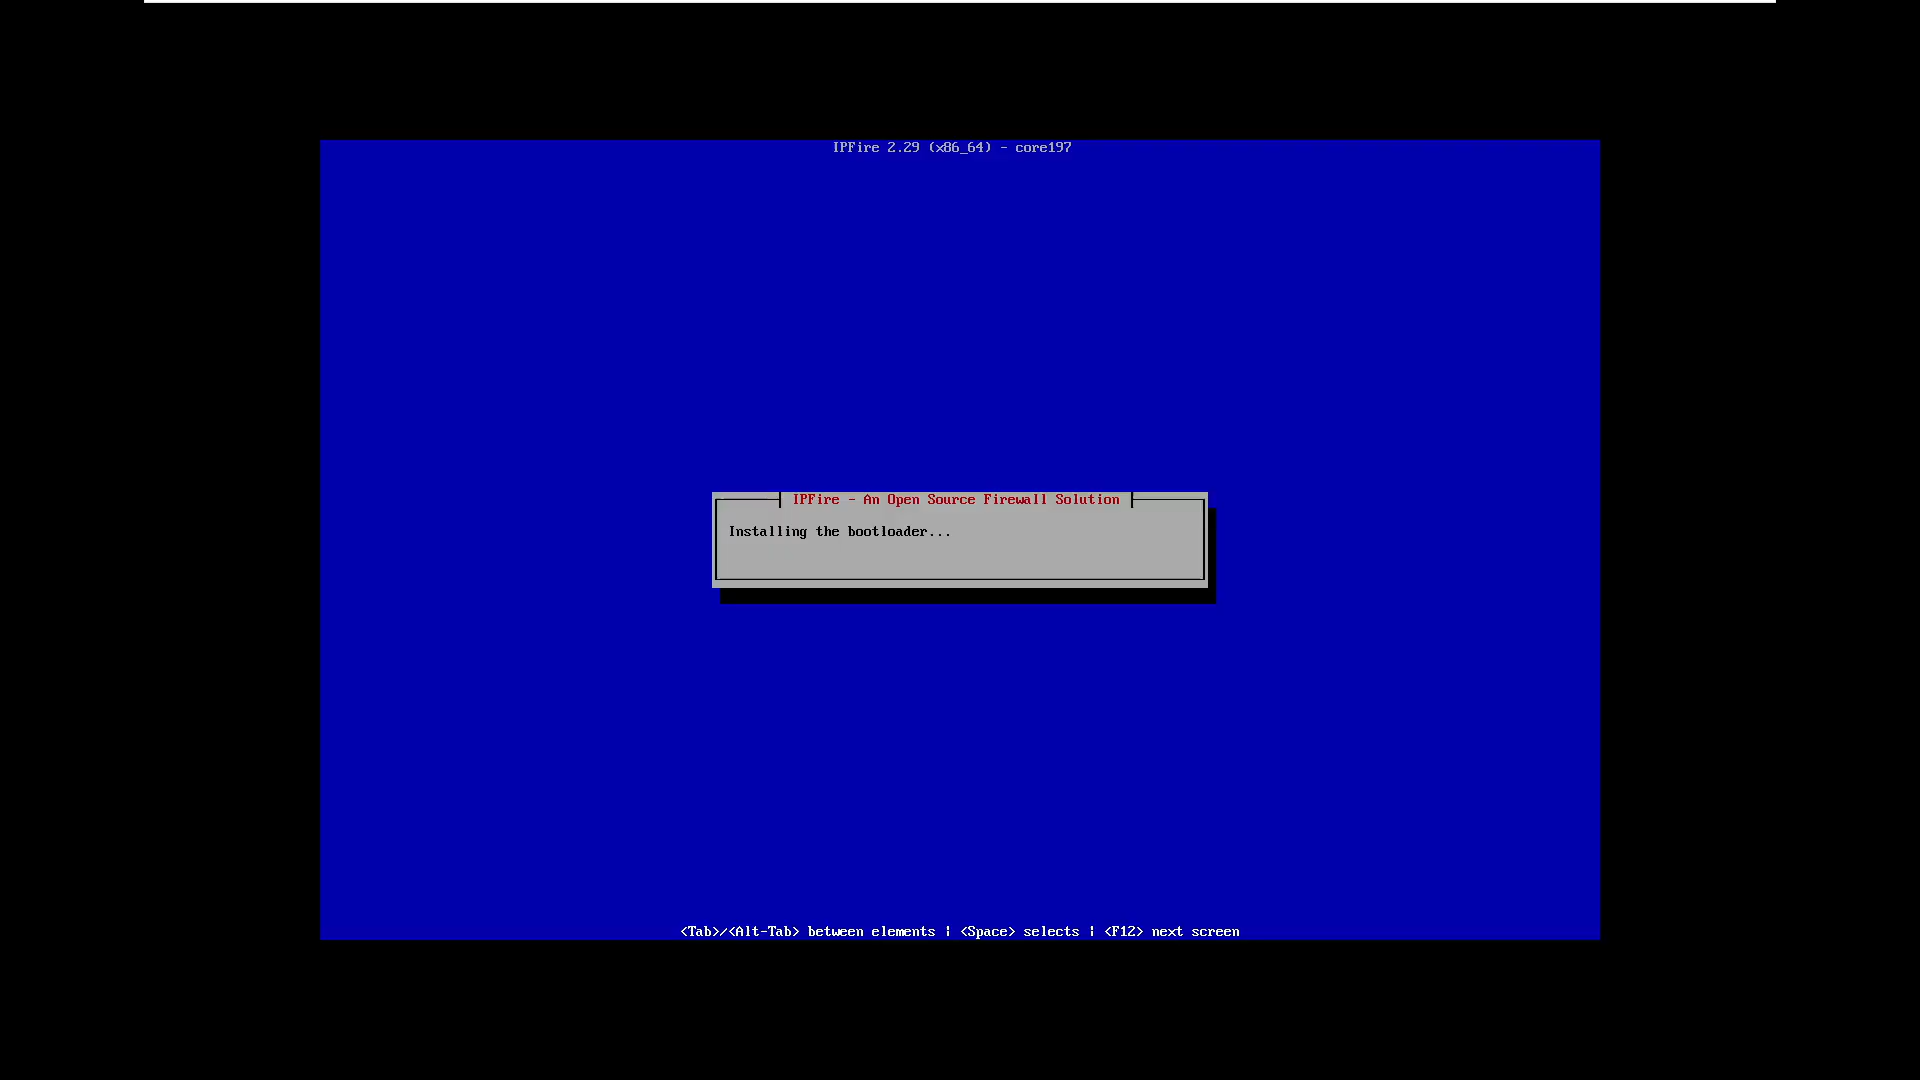 IPFire 2.29 (x86_64) - core197
IPFire - An Open Source Firewall Solution
Installing the bootloader...
<Tab>/<Alt-Tab> between elements | <Space> selects | <F12> next screen